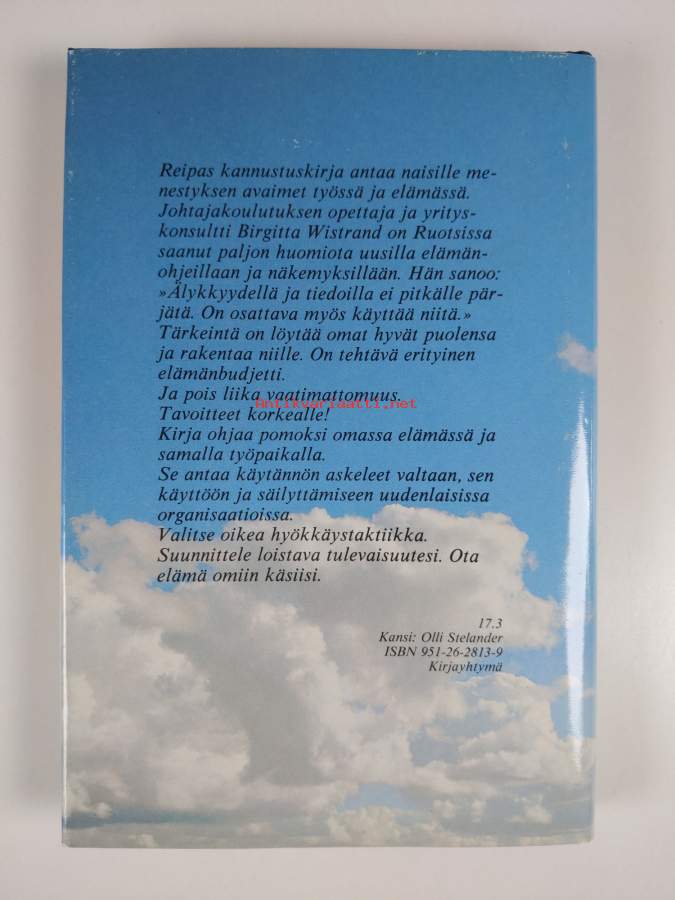 Reipas kannustuskirja antaa naisille me-
nestyksen avaimet työssä ja elämässä.
Johtajakoulutuksen opettaja ja yritys-
konsultti Birgitta Wistrand on Ruotsissa
saanut paljon huomiota uusilla elämän-
ohjeillaan ja näkemyksillään. Hän sanoo:
»Älykkyydellä ja tiedoilla ei pitkälle pär-
jätä. On osattava myös käyttää niitä.»
Tärkeintä on löytää omat hyvät puolensa
ja rakentaa niille. On tehtävä erityinen
elämänbudjetti.
Ja pois liika vaatimattomuus.
Antikvariaatti.net
Tavoitteet korkealle!
Kirja ohjaa pomoksi omassa elämässä ja
samalla työpaikalla.
Se antaa käytännön askeleet valtaan, sen
käyttöön ja säilyttämiseen uudenlaisissa
organisaatioissa.
Valitse oikea hyökkäystaktiikka.
Suunnittele loistava tulevaisuutesi. Ota
elämä omiin käsiisi.
17.3
Kansi: Olli Stelander
ISBN 951-26-2813-9
Kirjayhtymä